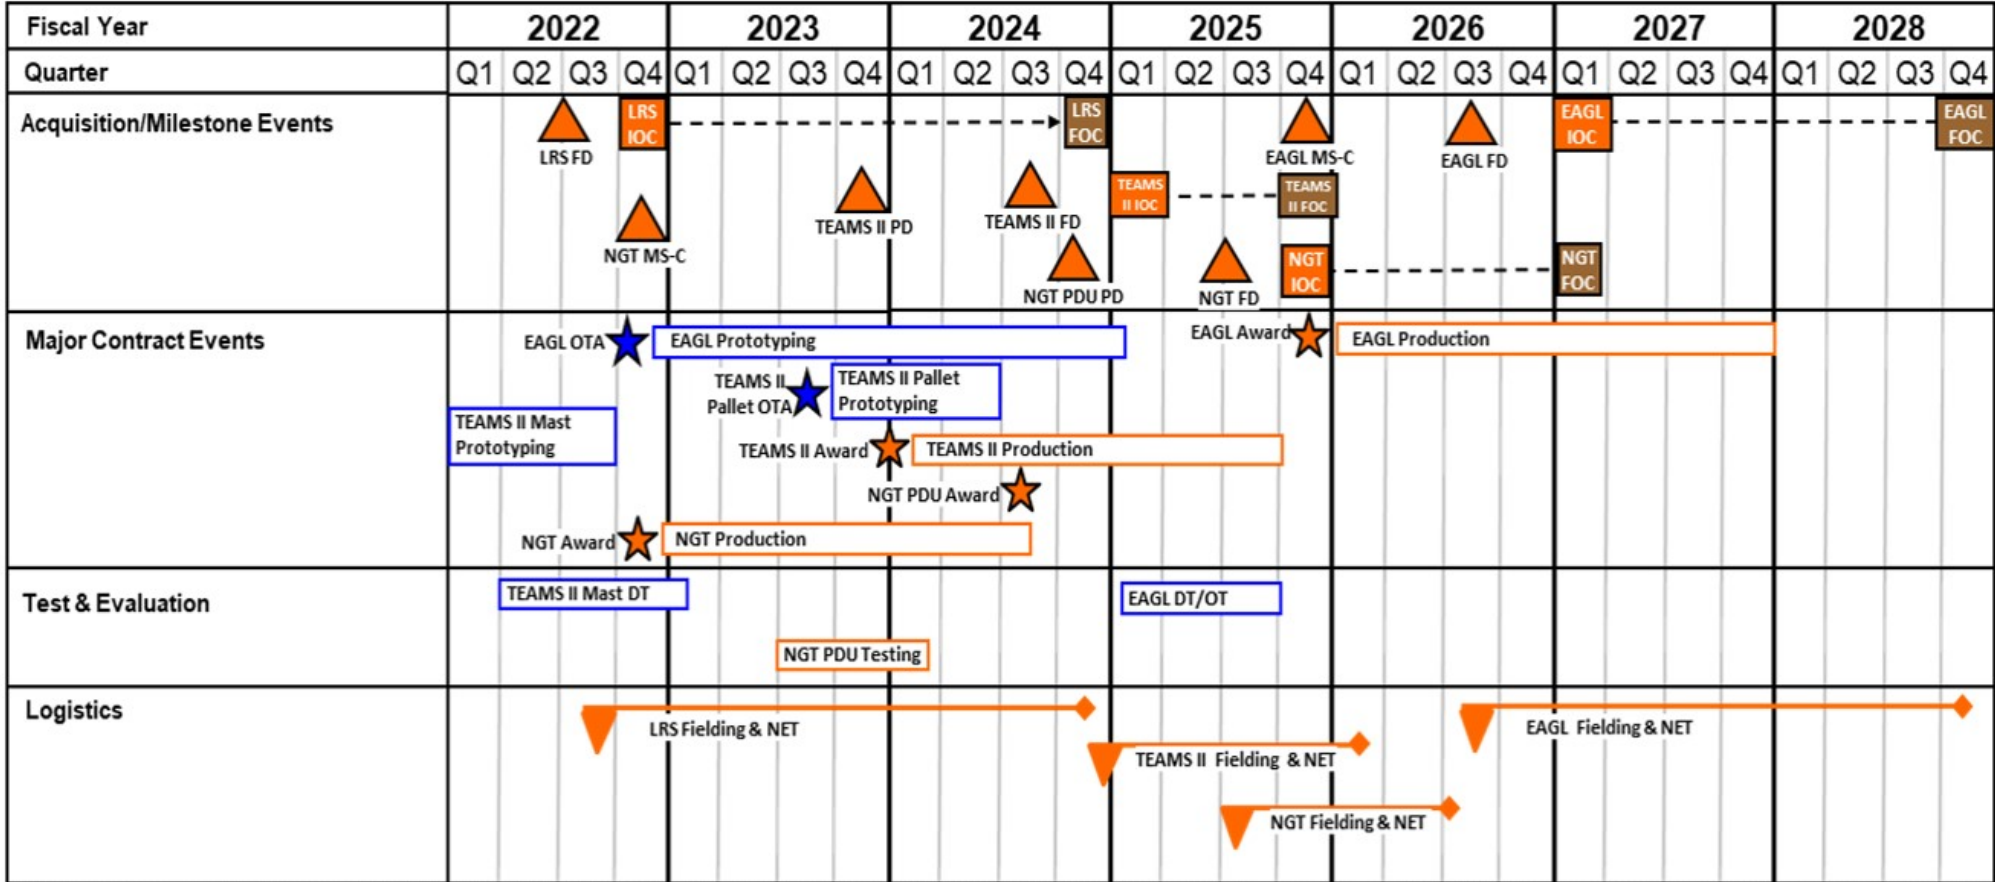 Fiscal Year 2022 2023 2024 2025 2026 2027 2028
Quarter Q1 Q2 Q3 Q4 Q1 Q2 Q3 Q4 Q1 Q2 Q3 Q4 Q1 Q2 Q3 Q4 Q1 Q2 Q3 Q4 Q1 Q2 Q3 Q4 Q1 Q2 Q3 Q4
Acquisition/Milestone Events
LRS FD
LRS
IOC
LRS
FOC
EAGL MS-C
EAGL FD
EAGL
IOC
EAGL
FOC
TEAMS II PD
TEAMS II FD
TEAMS
II IOC
TEAMS
II FOC
NGT MS-C
NGT PDU PD
NGT FD
NGT
IOC
NGT
FOC
Major Contract Events
EAGL OTA
EAGL Prototyping
EAGL Award
EAGL Production
TEAMS II
Pallet OTA
TEAMS II Pallet
Prototyping
TEAMS II Mast
Prototyping
TEAMS II Award
TEAMS II Production
NGT PDU Award
NGT Award
NGT Production
Test & Evaluation
TEAMS II Mast DT
EAGL DT/OT
NGT PDU Testing
Logistics
LRS Fielding & NET
EAGL Fielding & NET
TEAMS II Fielding & NET
NGT Fielding & NET